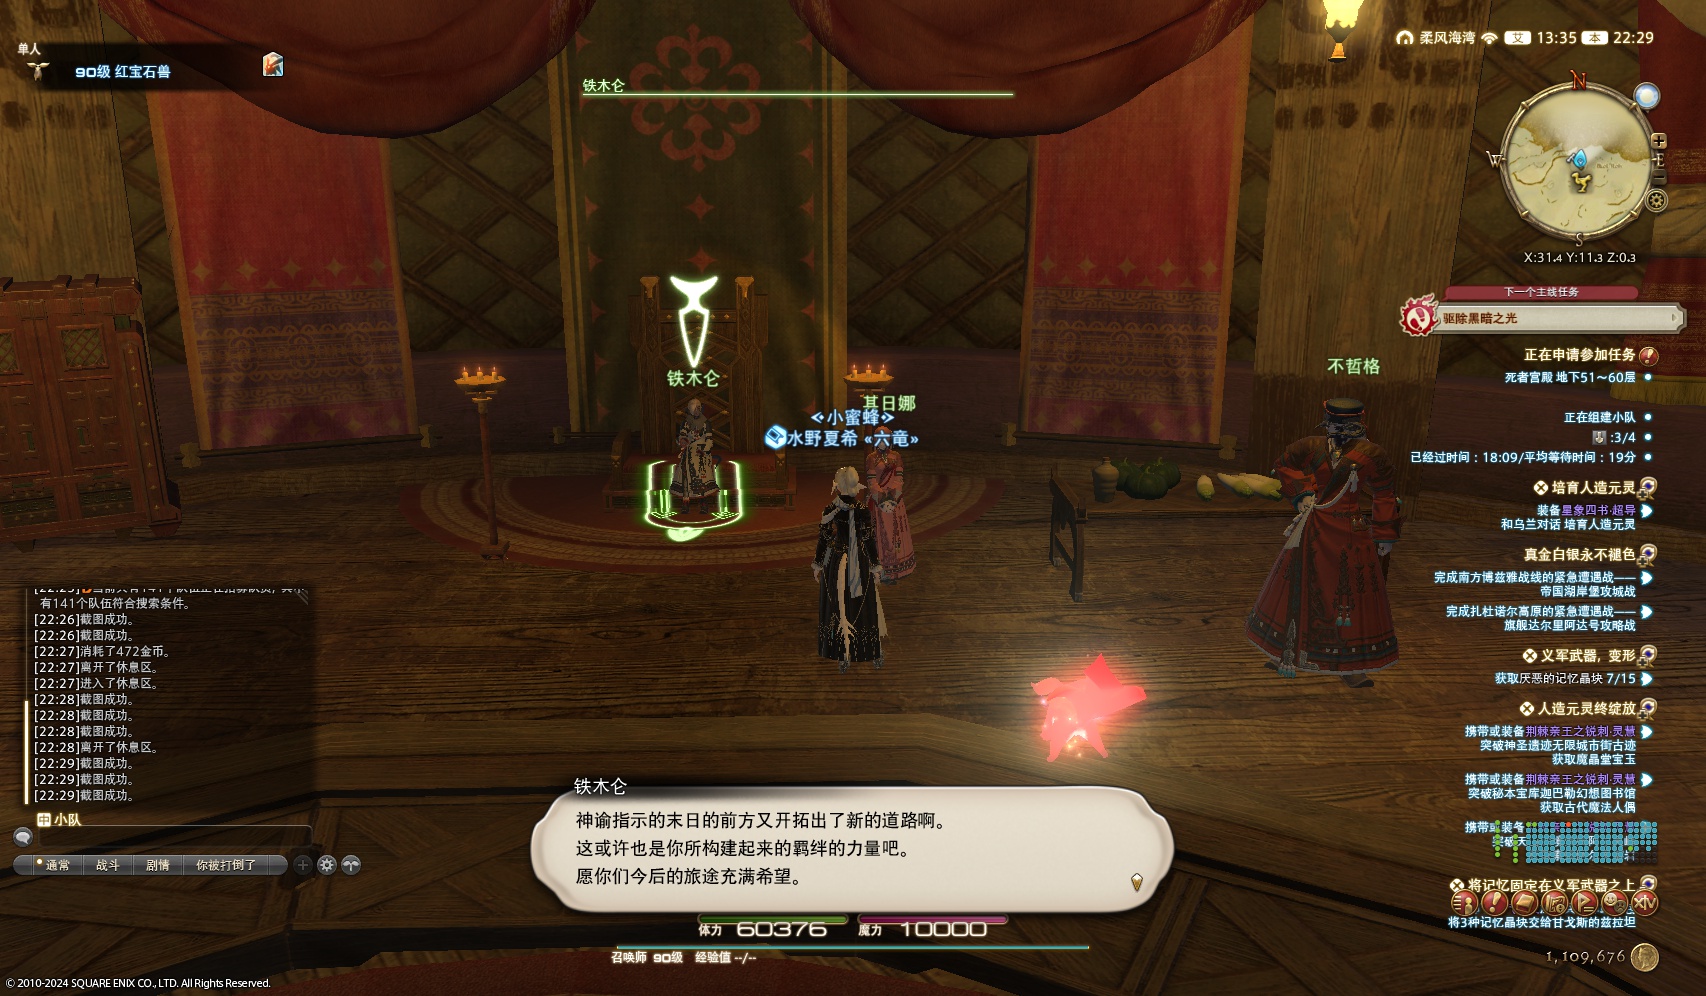 单人
90级 红宝石兽
铁木仑
柔风海湾 艾 13:35 本 22:29
N
W
E
S
X:31.4 Y:11.3 Z:0.3
下一个主线任务
驱除黑暗之光
正在申请参加任务
死者宫殿 地下51～60层
正在组建小队
:3/4
已经过时间：18:09/平均等待时间：19分
培育人造元灵
装备星象四书·超导
和乌兰对话 培育人造元灵
真金白银永不褪色
完成南方博兹雅战线的紧急遭遇战——
帝国湖岸堡攻城战
完成扎杜诺尔高原的紧急遭遇战——
旗舰达尔里阿达号攻略战
义军武器，变形
获取厌恶的记忆晶块 7/15
人造元灵终绽放
携带或装备荆棘亲王之锐刺·灵慧
突破神圣遗迹无限城市街古迹
获取魔晶堂宝玉
携带或装备荆棘亲王之锐刺·灵慧
突破秘本宝库迦巴勒幻想图书馆
获取古代魔法人偶
携带或装备
将记忆固定在义军武器之上
将3种记忆晶块交给甘戈斯的兹拉坦
1,109,676
铁木仑
其日娜
<小蜜蜂>
水野夏希 «六竜»
不哲格
有141个队伍符合搜索条件。
[22:26]截图成功。
[22:26]截图成功。
[22:27]消耗了472金币。
[22:27]离开了休息区。
[22:27]进入了休息区。
[22:28]截图成功。
[22:28]截图成功。
[22:28]截图成功。
[22:28]离开了休息区。
[22:29]截图成功。
[22:29]截图成功。
[22:29]截图成功。
小队
通常 战斗 剧情 你被打倒了
铁木仑
神谕指示的末日的前方又开拓出了新的道路啊。
这或许也是你所构建起来的羁绊的力量吧。
愿你们今后的旅途充满希望。
体力 60376 魔力 10000
召唤师 90级 经验值 --/--
© 2010-2024 SQUARE ENIX CO., LTD. All Rights Reserved.